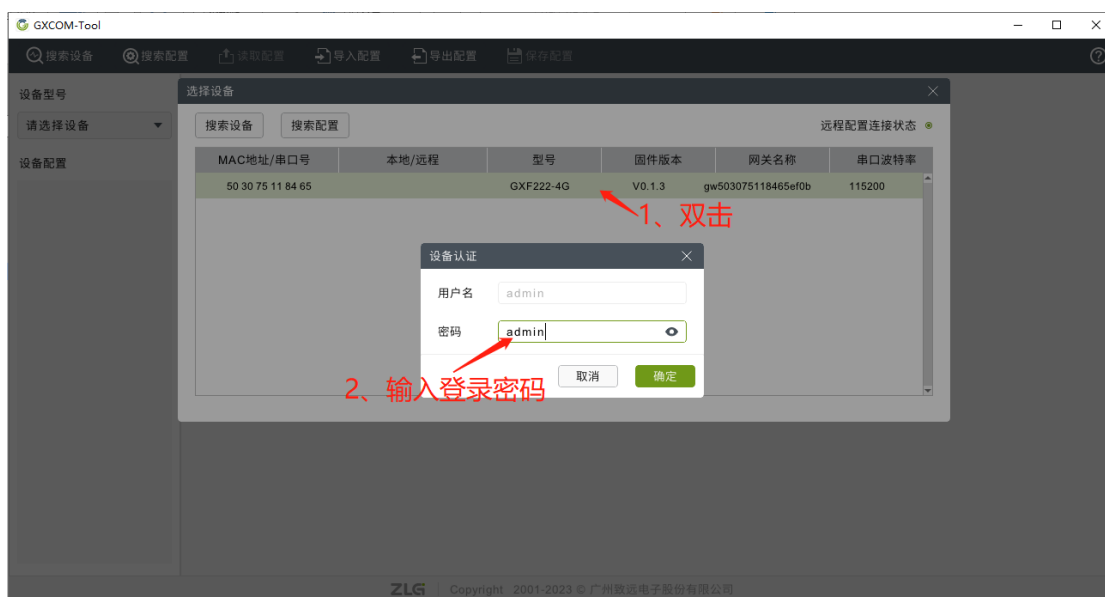 GXCOM-Tool
搜索设备 搜索配置 读取配置 导入配置 导出配置 保存配置
设备型号
请选择设备
设备配置
选择设备
搜索设备 搜索配置 远程配置连接状态
MAC地址/串口号 本地/远程 型号 固件版本 网关名称 串口波特率
50 30 75 11 84 65 GXF222-4G V0.1.3 gw503075118465ef0b 115200
1、双击
设备认证
用户名 admin
密码 admin
取消 确定
2、输入登录密码
ZLG | Copyright 2001-2023 © 广州致远电子股份有限公司